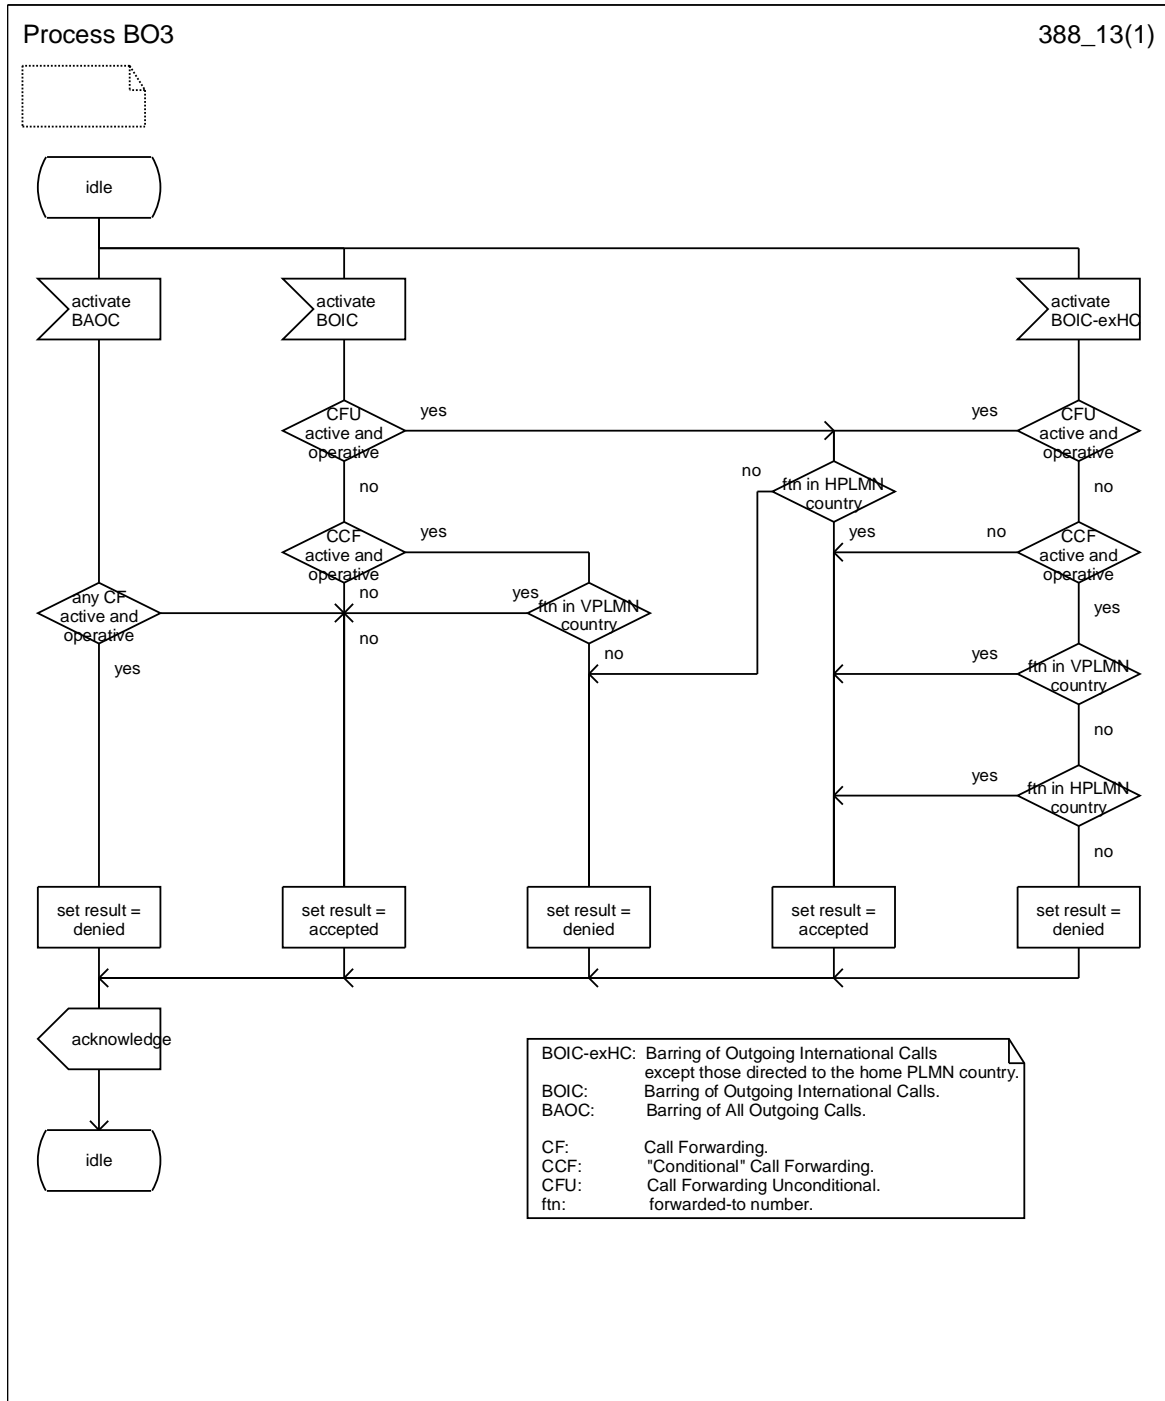 Process BO3
388_13(1)
idle
activate
BAOC
activate
BOIC
activate
BOIC-exHC
CFU
active and
operative
yes
yes
CFU
active and
operative
no
no
ftn in HPLMN
country
no
yes
CCF
active and
operative
yes
no
CCF
active and
operative
any CF
active and
operative
no
yes
ftn in VPLMN
country
yes
yes
no
no
yes
ftn in VPLMN
country
no
yes
ftn in HPLMN
country
no
set result =
denied
set result =
accepted
set result =
denied
set result =
accepted
set result =
denied
acknowledge
idle
BOIC-exHC: Barring of Outgoing International Calls
except those directed to the home PLMN country.
BOIC: Barring of Outgoing International Calls.
BAOC: Barring of All Outgoing Calls.
CF: Call Forwarding.
CCF: "Conditional" Call Forwarding.
CFU: Call Forwarding Unconditional.
ftn: forwarded-to number.